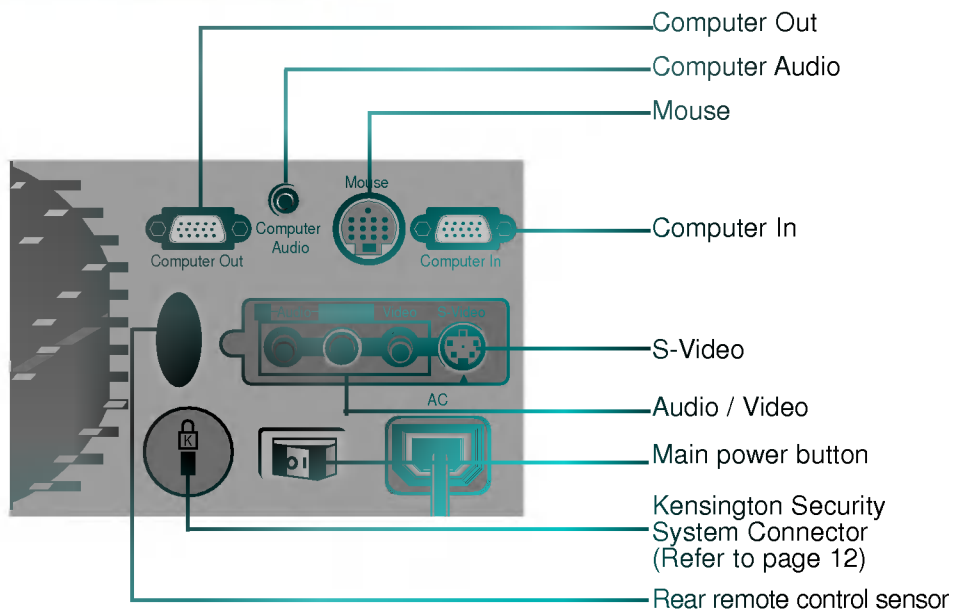 Computer Out
Computer Audio
Mouse
Mouse
Computer
Audio
Computer Out
Computer In
Computer In
Audio
Video
S-Video
S-Video
AC
Audio / Video
K
Main power button
Kensington Security
System Connector
(Refer to page 12)
Rear remote control sensor